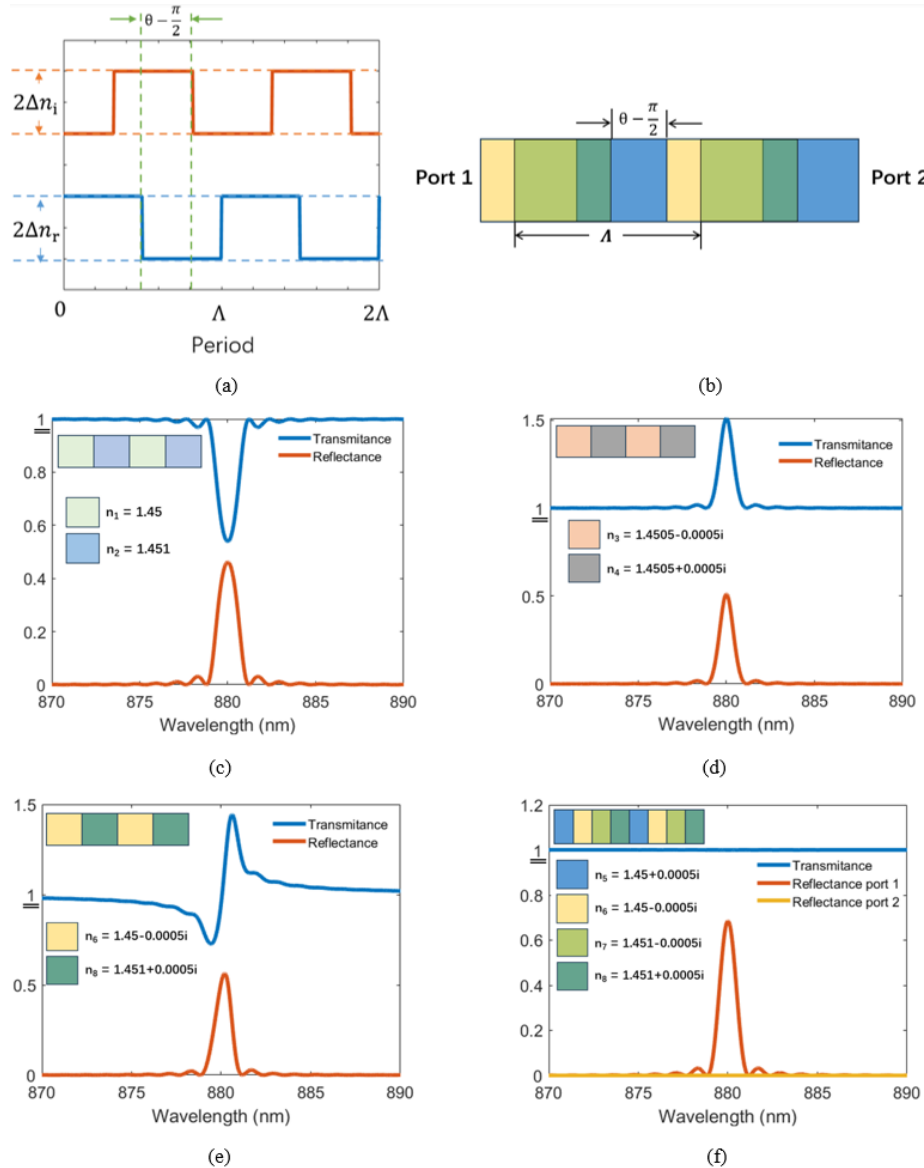 θ − π/2
2Δnᵢ
2Δnᵣ
0 Λ 2Λ
Period
(a)
θ − π/2
Port 1
Port 2
Λ
(b)
1
0.8
0.6
0.4
0.2
0
870 875 880 885 890
Wavelength (nm)
Transmitance
Reflectance
n₁ = 1.45
n₂ = 1.451
(c)
1.5
1
0.5
0
870 875 880 885 890
Wavelength (nm)
Transmitance
Reflectance
n₃ = 1.4505-0.0005i
n₄ = 1.4505+0.0005i
(d)
1.5
1
0.5
0
870 875 880 885 890
Wavelength (nm)
Transmitance
Reflectance
n₆ = 1.45-0.0005i
n₈ = 1.451+0.0005i
(e)
1.2
1
0.8
0.6
0.4
0.2
0
870 875 880 885 890
Wavelength (nm)
Transmitance
Reflectance port 1
Reflectance port 2
n₅ = 1.45+0.0005i
n₆ = 1.45-0.0005i
n₇ = 1.451-0.0005i
n₈ = 1.451+0.0005i
(f)